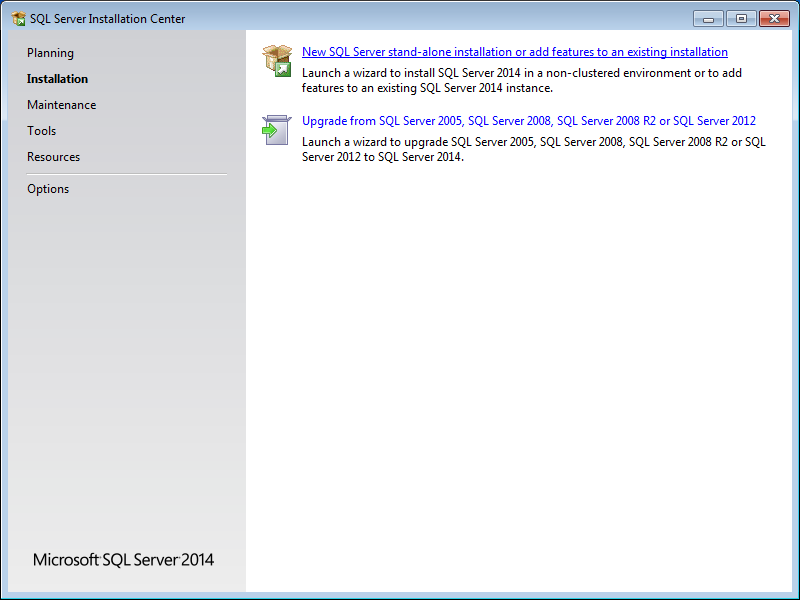 SQL Server Installation Center
Planning
Installation
Maintenance
Tools
Resources
Options
New SQL Server stand-alone installation or add features to an existing installation
Launch a wizard to install SQL Server 2014 in a non-clustered environment or to add
features to an existing SQL Server 2014 instance.
Upgrade from SQL Server 2005, SQL Server 2008, SQL Server 2008 R2 or SQL Server 2012
Launch a wizard to upgrade SQL Server 2005, SQL Server 2008, SQL Server 2008 R2 or SQL
Server 2012 to SQL Server 2014.
Microsoft SQL Server 2014